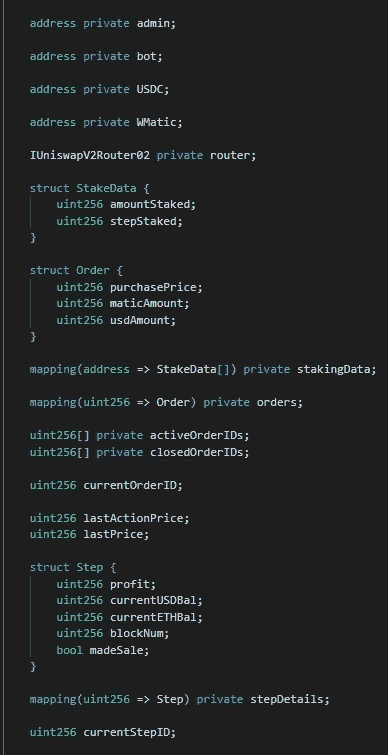 address private admin;
address private bot;
address private USDC;
address private WMatic;
IUniswapV2Router02 private router;
struct StakeData {
uint256 amountStaked;
uint256 stepStaked;
}
struct Order {
uint256 purchasePrice;
uint256 maticAmount;
uint256 usdAmount;
}
mapping(address => StakeData[]) private stakingData;
mapping(uint256 => Order) private orders;
uint256[] private activeOrderIDs;
uint256[] private closedOrderIDs;
uint256 currentOrderID;
uint256 lastActionPrice;
uint256 lastPrice;
struct Step {
uint256 profit;
uint256 currentUSDBal;
uint256 currentETHBal;
uint256 blockNum;
bool madeSale;
}
mapping(uint256 => Step) private stepDetails;
uint256 currentStepID;